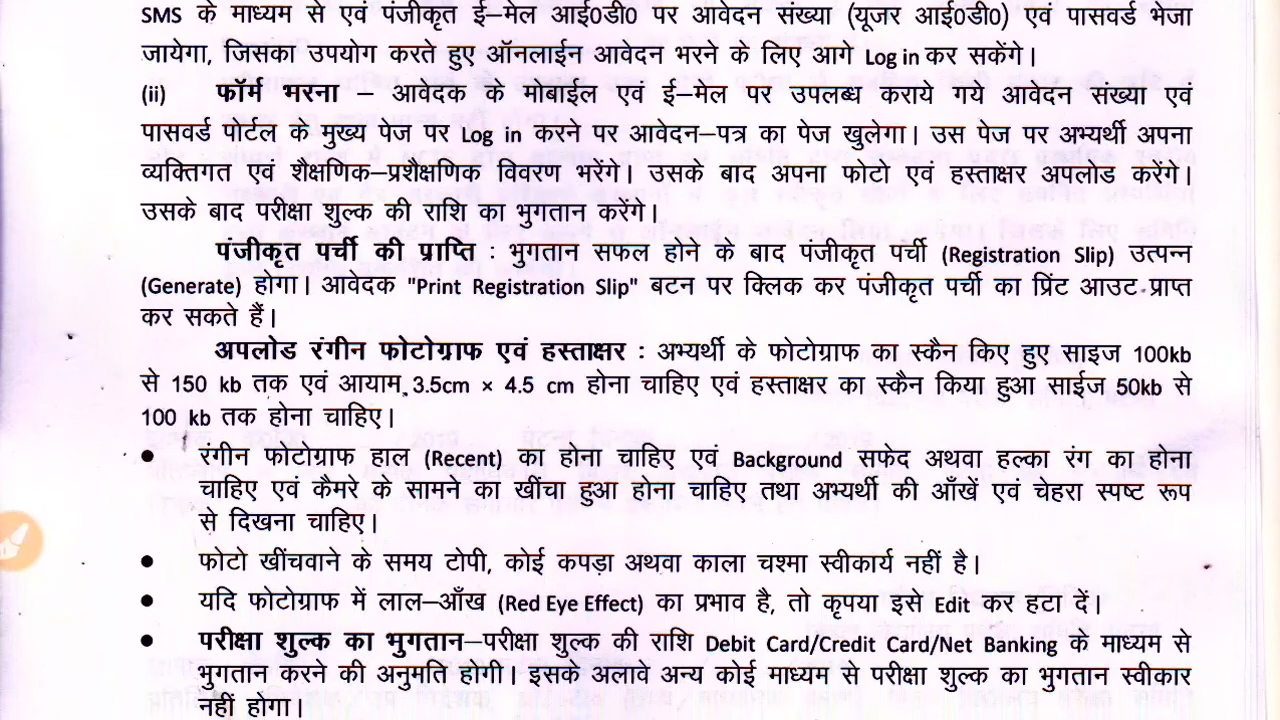 SMS के माध्यम से एवं पंजीकृत ई–मेल आई0डी0 पर आवेदन संख्या (यूजर आई0डी0) एवं पासवर्ड भेजा
जायेगा, जिसका उपयोग करते हुए ऑनलाईन आवेदन भरने के लिए आगे Log in कर सकेंगे।
(ii) फॉर्म भरना – आवेदक के मोबाईल एवं ई–मेल पर उपलब्ध कराये गये आवेदन संख्या एवं
पासवर्ड पोर्टल के मुख्य पेज पर Log in करने पर आवेदन–पत्र का पेज खुलेगा। उस पेज पर अभ्यर्थी अपना
व्यक्तिगत एवं शैक्षणिक–प्रशैक्षणिक विवरण भरेंगे। उसके बाद अपना फोटो एवं हस्ताक्षर अपलोड करेंगे।
उसके बाद परीक्षा शुल्क की राशि का भुगतान करेंगे।
पंजीकृत पर्ची की प्राप्ति : भुगतान सफल होने के बाद पंजीकृत पर्ची (Registration Slip) उत्पन्न
(Generate) होगा। आवेदक "Print Registration Slip" बटन पर क्लिक कर पंजीकृत पर्ची का प्रिंट आउट प्राप्त
कर सकते हैं।
अपलोड रंगीन फोटोग्राफ एवं हस्ताक्षर : अभ्यर्थी के फोटोग्राफ का स्कैन किए हुए साइज 100kb
से 150 kb तक एवं आयाम 3.5cm × 4.5 cm होना चाहिए एवं हस्ताक्षर का स्कैन किया हुआ साईज 50kb से
100 kb तक होना चाहिए।
• रंगीन फोटोग्राफ हाल (Recent) का होना चाहिए एवं Background सफेद अथवा हल्का रंग का होना
चाहिए एवं कैमरे के सामने का खींचा हुआ होना चाहिए तथा अभ्यर्थी की आँखें एवं चेहरा स्पष्ट रूप
से दिखना चाहिए।
• फोटो खींचवाने के समय टोपी, कोई कपड़ा अथवा काला चश्मा स्वीकार्य नहीं है।
• यदि फोटोग्राफ में लाल–आँख (Red Eye Effect) का प्रभाव है, तो कृपया इसे Edit कर हटा दें।
• परीक्षा शुल्क का भुगतान–परीक्षा शुल्क की राशि Debit Card/Credit Card/Net Banking के माध्यम से
भुगतान करने की अनुमति होगी। इसके अलावे अन्य कोई माध्यम से परीक्षा शुल्क का भुगतान स्वीकार
नहीं होगा।